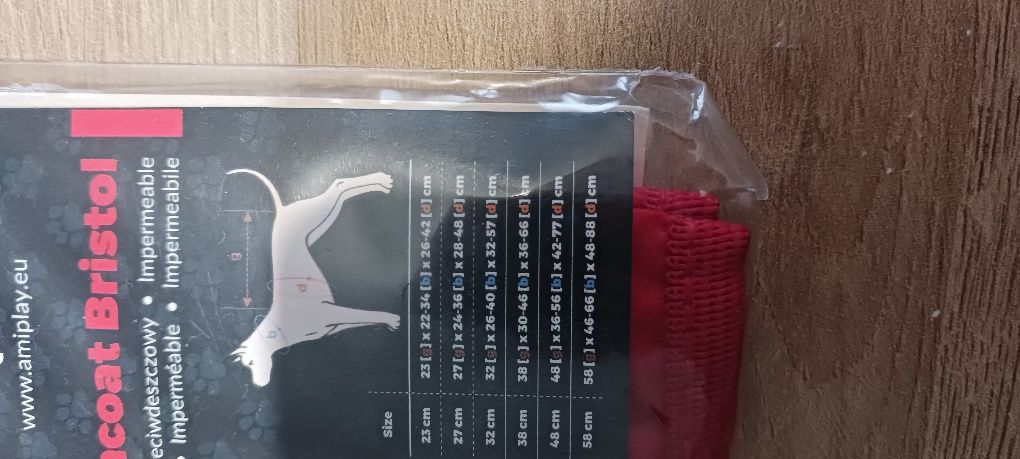 www.amiplay.eu
ncoat Bristol
eciwdeszczowy • Impermeable
• Imperméable • Impermeabile
g
b
d
Size
23 cm 23 [g] x 22-34 [b] x 26-42 [d] cm
27 cm 27 [g] x 24-36 [b] x 28-48 [d] cm
32 cm 32 [g] x 26-40 [b] x 32-57 [d] cm
38 cm 38 [g] x 30-46 [b] x 36-66 [d] cm
48 cm 48 [g] x 36-56 [b] x 42-77 [d] cm
58 cm 58 [g] x 46-66 [b] x 48-88 [d] cm